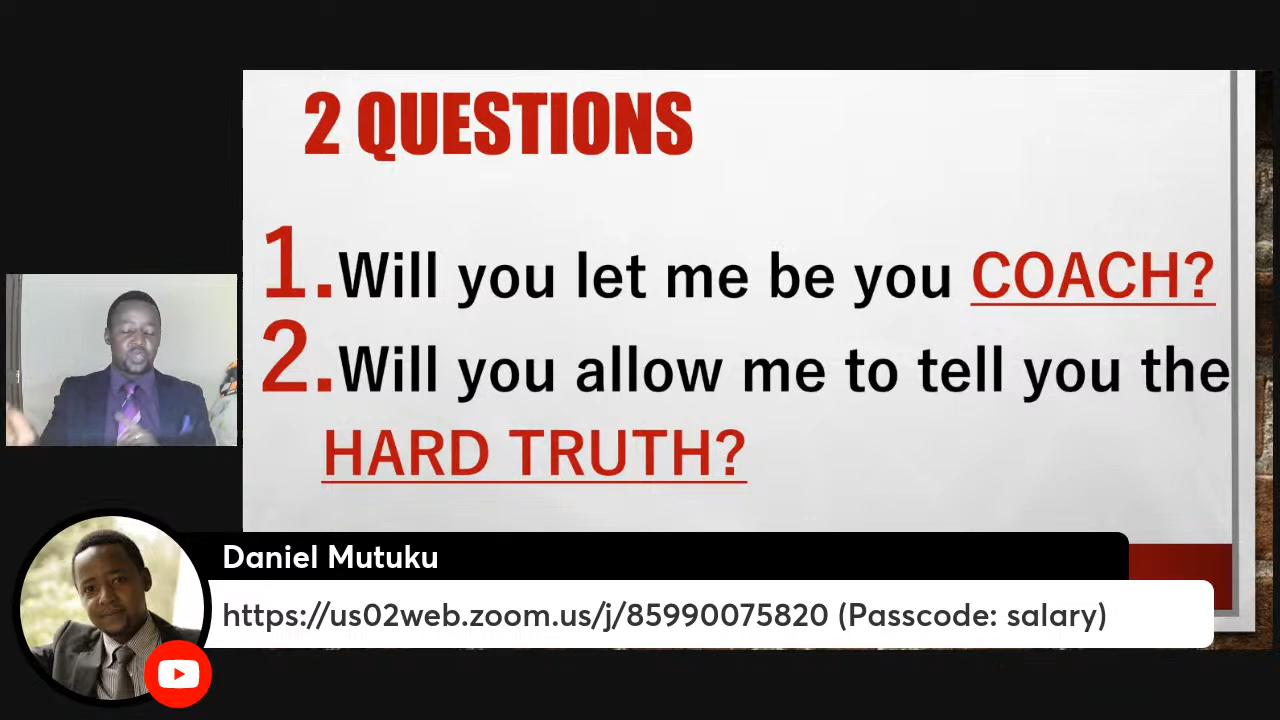 2 QUESTIONS
1.Will you let me be you COACH?
2.Will you allow me to tell you the
HARD TRUTH?
Daniel Mutuku
https://us02web.zoom.us/j/85990075820 (Passcode: salary)